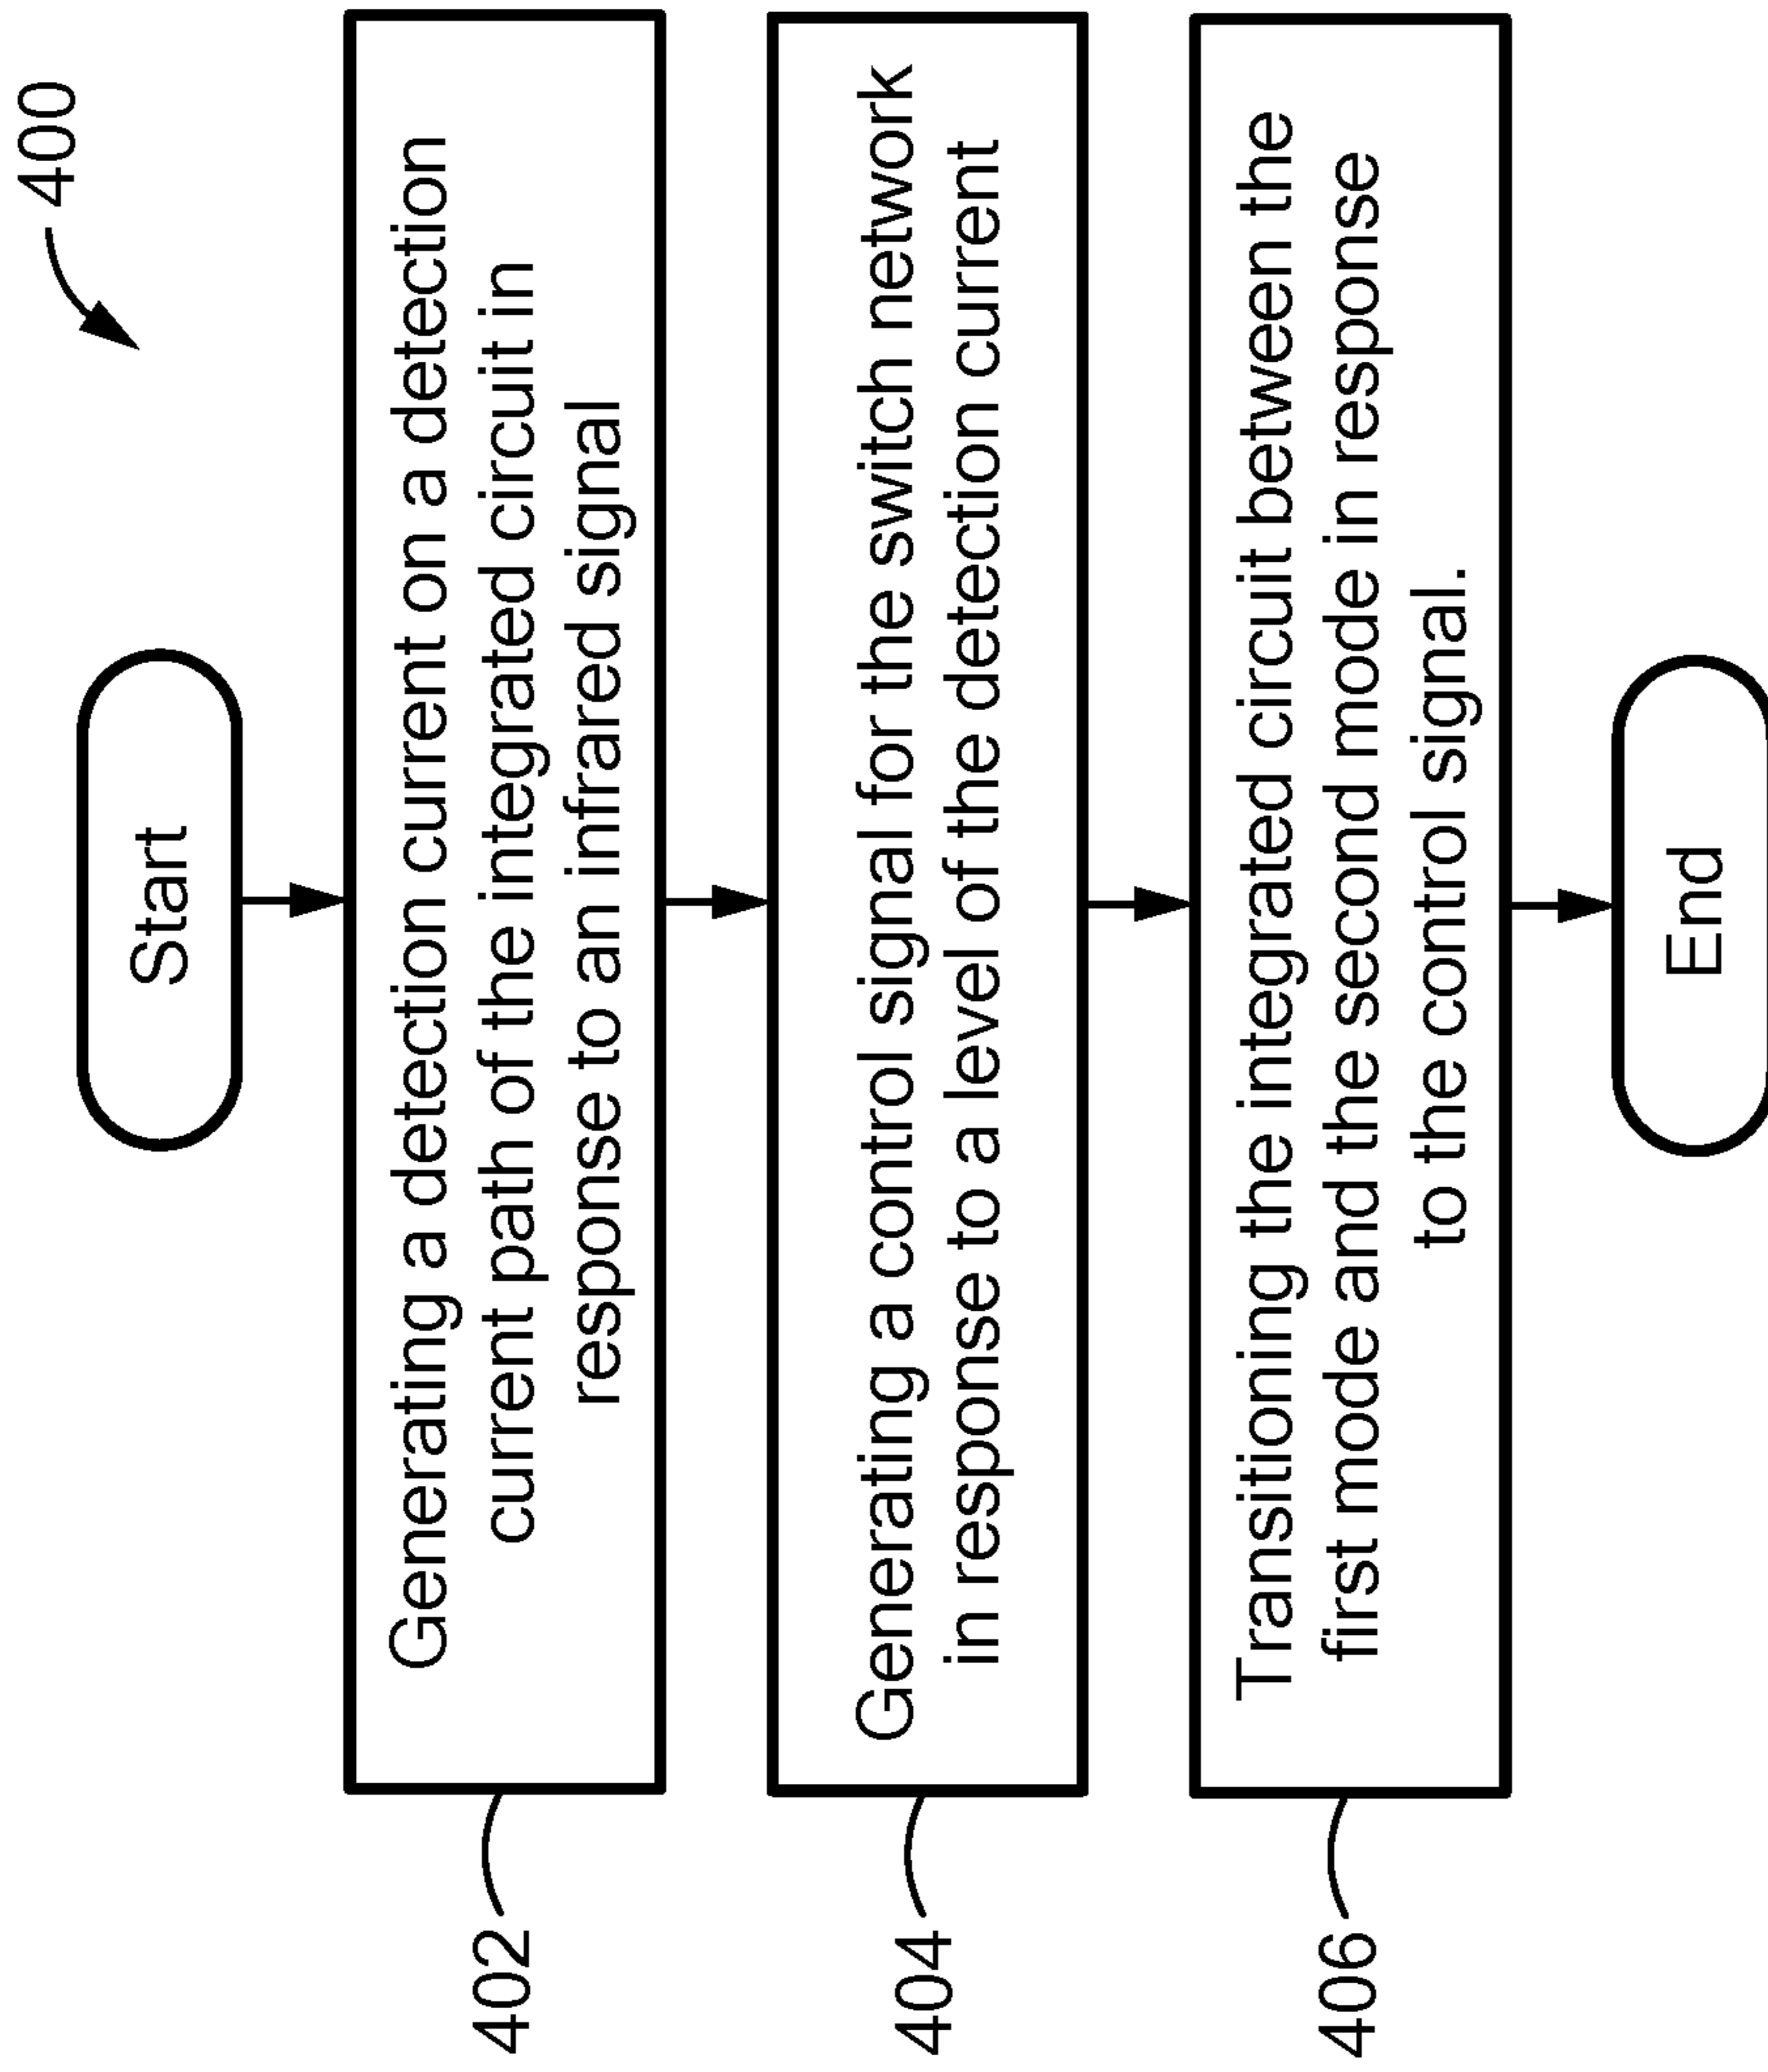 400
Start
402
Generating a detection current on a detection
current path of the integrated circuit in
response to an infrared signal
404
Generating a control signal for the switch network
in response to a level of the detection current
406
Transitioning the integrated circuit between the
first mode and the second mode in response
to the control signal.
End